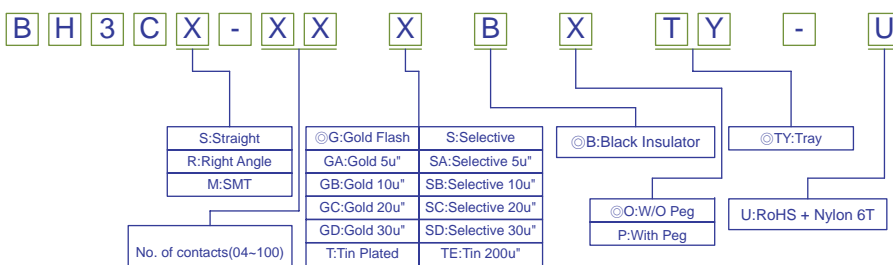 B H 3 C X - X X X B X T Y - U
S:Straight
R:Right Angle
M:SMT
No. of contacts(04~100)
◎G:Gold Flash S:Selective
GA:Gold 5u" SA:Selective 5u"
GB:Gold 10u" SB:Selective 10u"
GC:Gold 20u" SC:Selective 20u"
GD:Gold 30u" SD:Selective 30u"
T:Tin Plated TE:Tin 200u"
◎B:Black Insulator
◎O:W/O Peg
P:With Peg
◎TY:Tray
U:RoHS + Nylon 6T